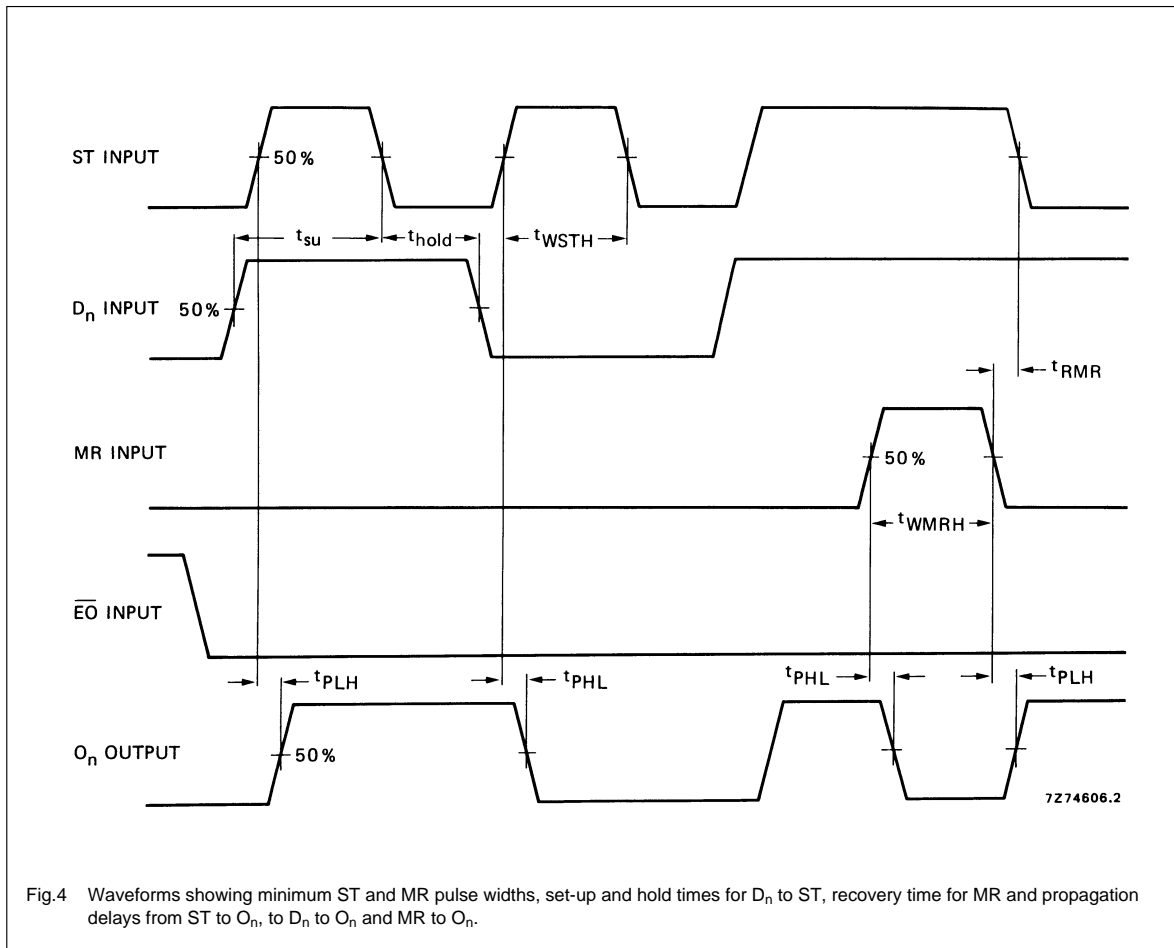 ST INPUT
50%
t_su
t_hold
t_WSTH
D_n INPUT
50%
t_RMR
MR INPUT
50%
t_WMRH
EO INPUT
t_PLH
t_PHL
t_PHL
t_PLH
O_n OUTPUT
50%
7Z74606.2
Fig.4 Waveforms showing minimum ST and MR pulse widths, set-up and hold times for D_n to ST, recovery time for MR and propagation
delays from ST to O_n, to D_n to O_n and MR to O_n.